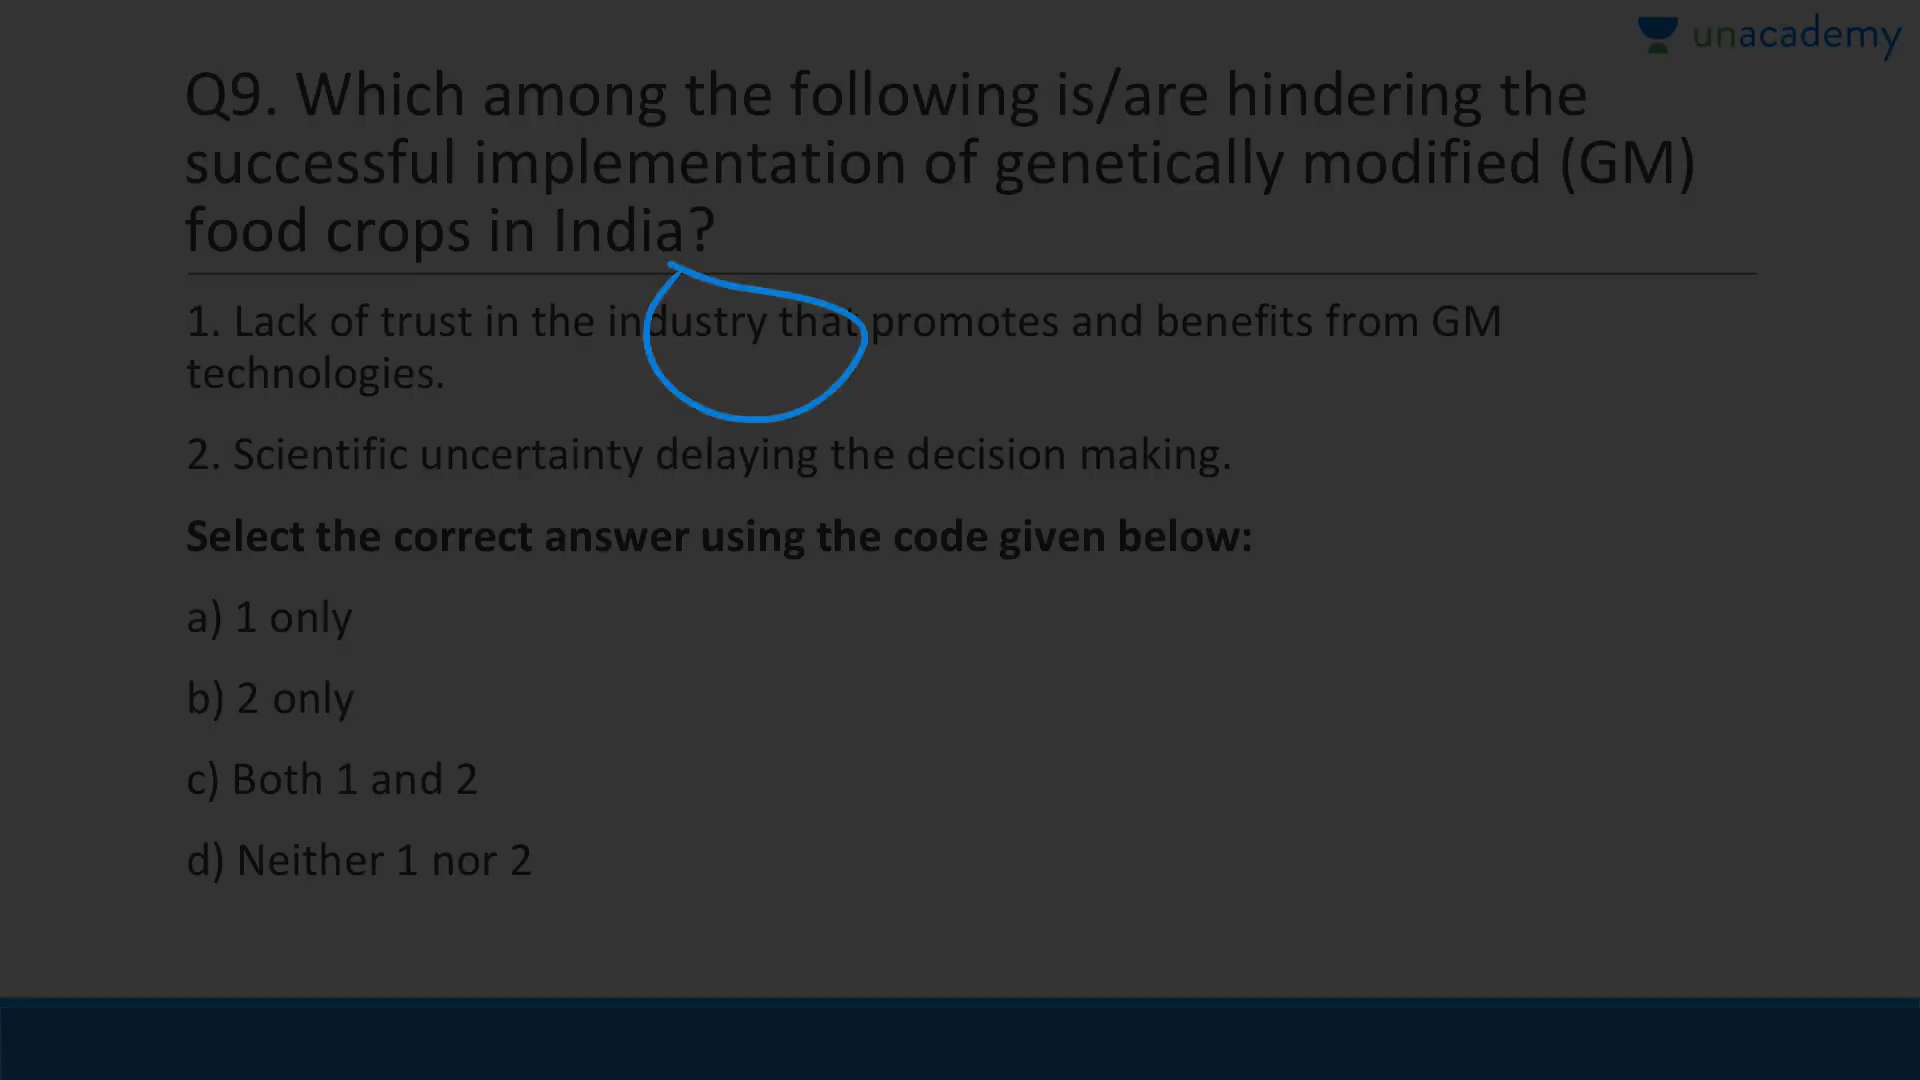 unacademy
Q9. Which among the following is/are hindering the
successful implementation of genetically modified (GM)
food crops in India?
1. Lack of trust in the industry that promotes and benefits from GM
technologies.
2. Scientific uncertainty delaying the decision making.
Select the correct answer using the code given below:
a) 1 only
b) 2 only
c) Both 1 and 2
d) Neither 1 nor 2